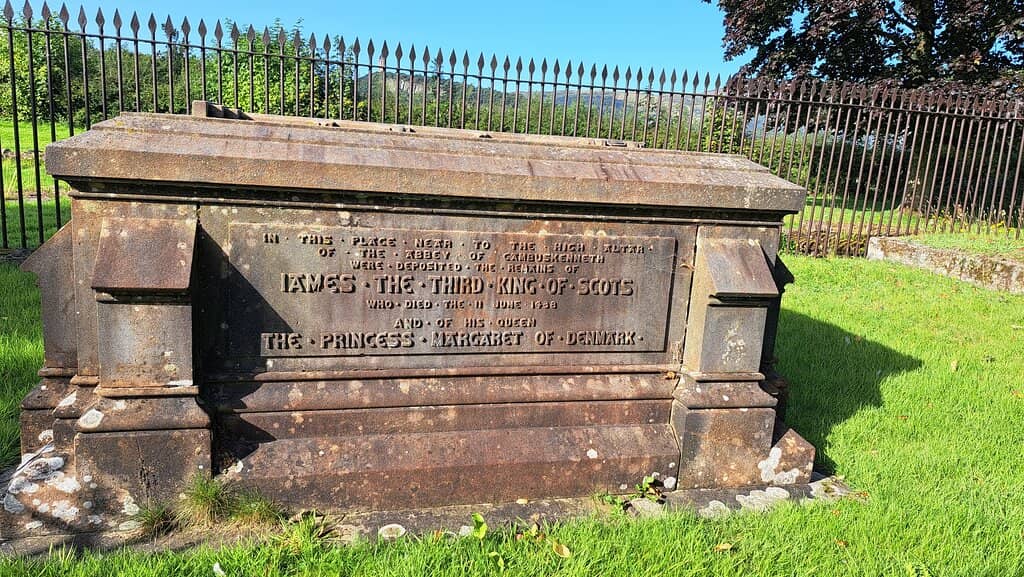 IN · THIS · PLACE · NEAR · TO · THE · HIGH · ALTAR ·
OF · THE · ABBEY · OF · CAMBUSKENNETH
WERE · DEPOSITED · THE · REMAINS · OF
IAMES · THE · THIRD · KING · OF · SCOTS
WHO · DIED · THE · 11 · JUNE · 1488
AND · OF · HIS · QUEEN
THE · PRINCESS · MARGARET · OF · DENMARK ·